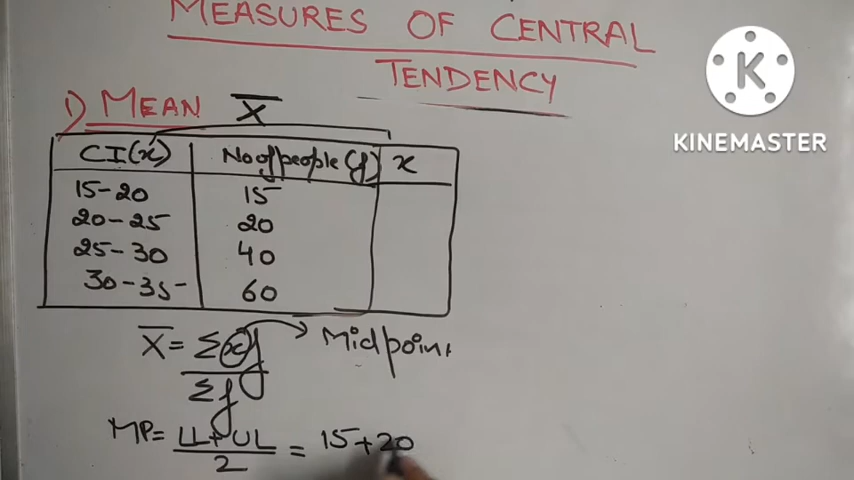 MEASURES OF CENTRAL
TENDENCY
K
KINEMASTER
1) MEAN X̅
CI(x) No of people (f) x
15-20 15
20-25 20
25-30 40
30-35 60
X̅ = Σxf / Σf → Midpoint
MP = LL + UL / 2 = 15+20